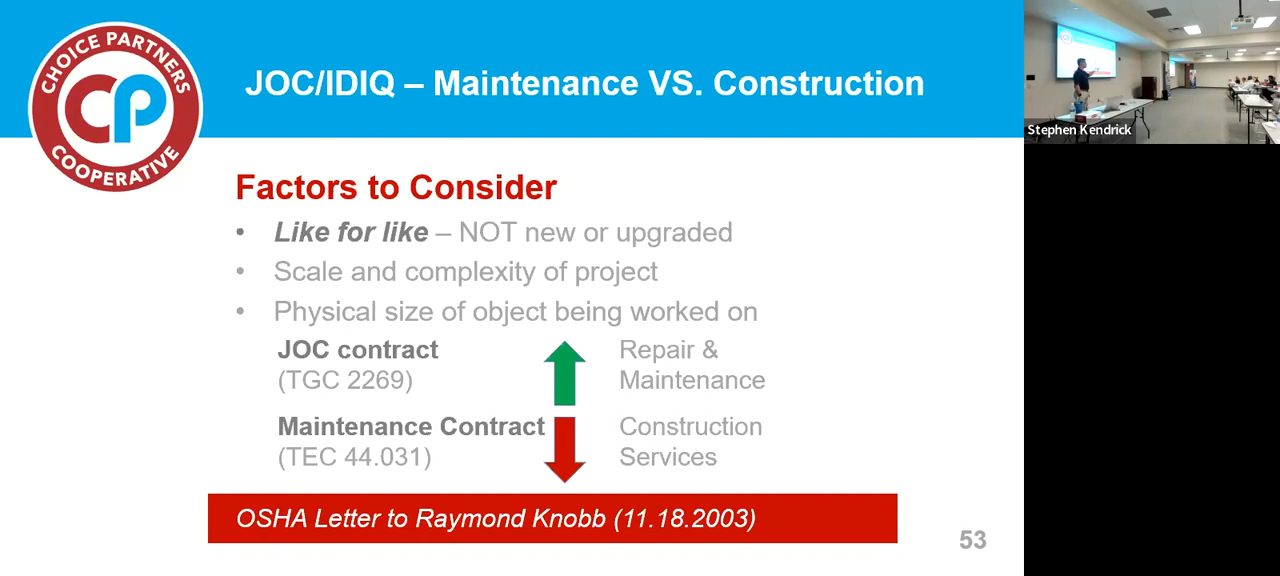 CHOICE PARTNERS
CP
COOPERATIVE
JOC/IDIQ – Maintenance VS. Construction
Stephen Kendrick
Factors to Consider
• Like for like – NOT new or upgraded
• Scale and complexity of project
• Physical size of object being worked on
JOC contract
(TGC 2269)
Repair &
Maintenance
Maintenance Contract
(TEC 44.031)
Construction
Services
OSHA Letter to Raymond Knobb (11.18.2003)
53